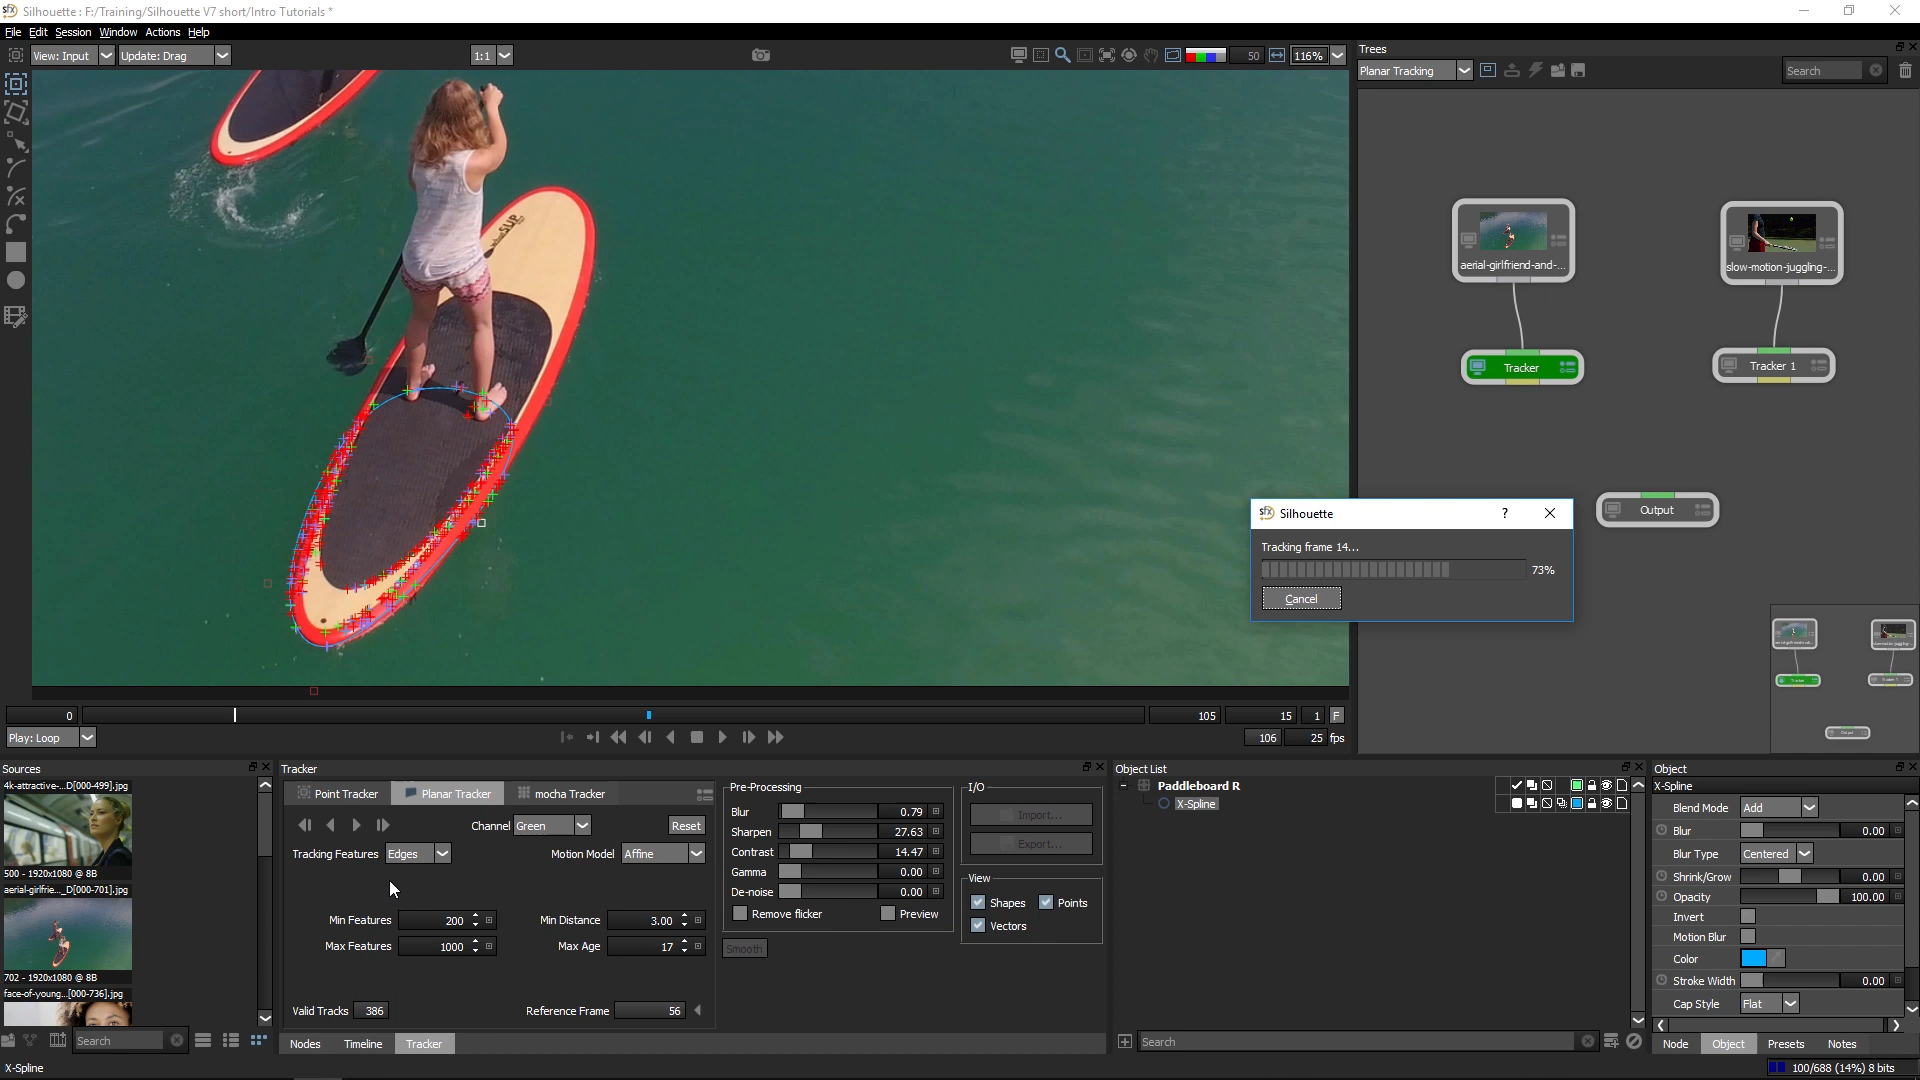 Silhouette : F:/Training/Silhouette V7 short/Intro Tutorials *
File Edit Session Window Actions Help
View: Input Update: Drag 1:1 50 116%
Trees
Planar Tracking Search
SUP
aerial-girlfriend-and-...
slow-motion-juggling-...
Tracker
Tracker 1
Output
Silhouette ?
Tracking frame 14...
73%
Cancel
0 105 15 1 F
Play: Loop 106 25 fps
Sources
4k-attractive-...D[000-499].jpg
500 - 1920x1080 @ 8B
aerial-girlfrie..._D[000-701].jpg
702 - 1920x1080 @ 8B
face-of-young...[000-736].jpg
Search
Tracker
Point Tracker Planar Tracker mocha Tracker
Channel Green Reset
Tracking Features Edges Motion Model Affine
Min Features 200 Min Distance 3.00
Max Features 1000 Max Age 17
Valid Tracks 386 Reference Frame 56
Pre-Processing
Blur 0.79
Sharpen 27.63
Contrast 14.47
Gamma 0.00
De-noise 0.00
Remove flicker Preview
Smooth
I/O
Import...
Export...
View
Shapes Points
Vectors
Nodes Timeline Tracker
Object List
Paddleboard R
X-Spline
Search
Object
X-Spline
Blend Mode Add
Blur 0.00
Blur Type Centered
Shrink/Grow 0.00
Opacity 100.00
Invert
Motion Blur
Color
Stroke Width 0.00
Cap Style Flat
Node Object Presets Notes
X-Spline
100/688 (14%) 8 bits